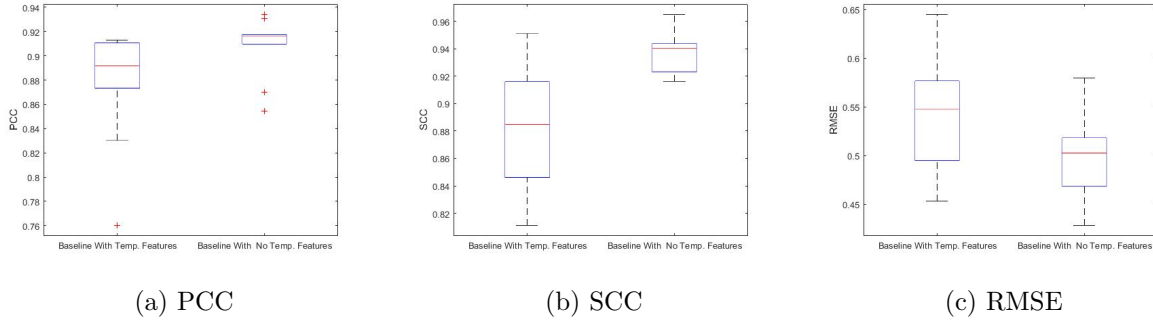 0.94
0.92
0.9
0.88
0.86
0.84
0.82
0.8
0.78
0.76
PCC
Baseline With Temp. Features
Baseline With No Temp. Features
(a) PCC
0.96
0.94
0.92
0.9
0.88
0.86
0.84
0.82
SCC
Baseline With Temp. Features
Baseline With No Temp. Features
(b) SCC
0.65
0.6
0.55
0.5
0.45
RMSE
Baseline With Temp. Features
Baseline With No Temp. Features
(c) RMSE